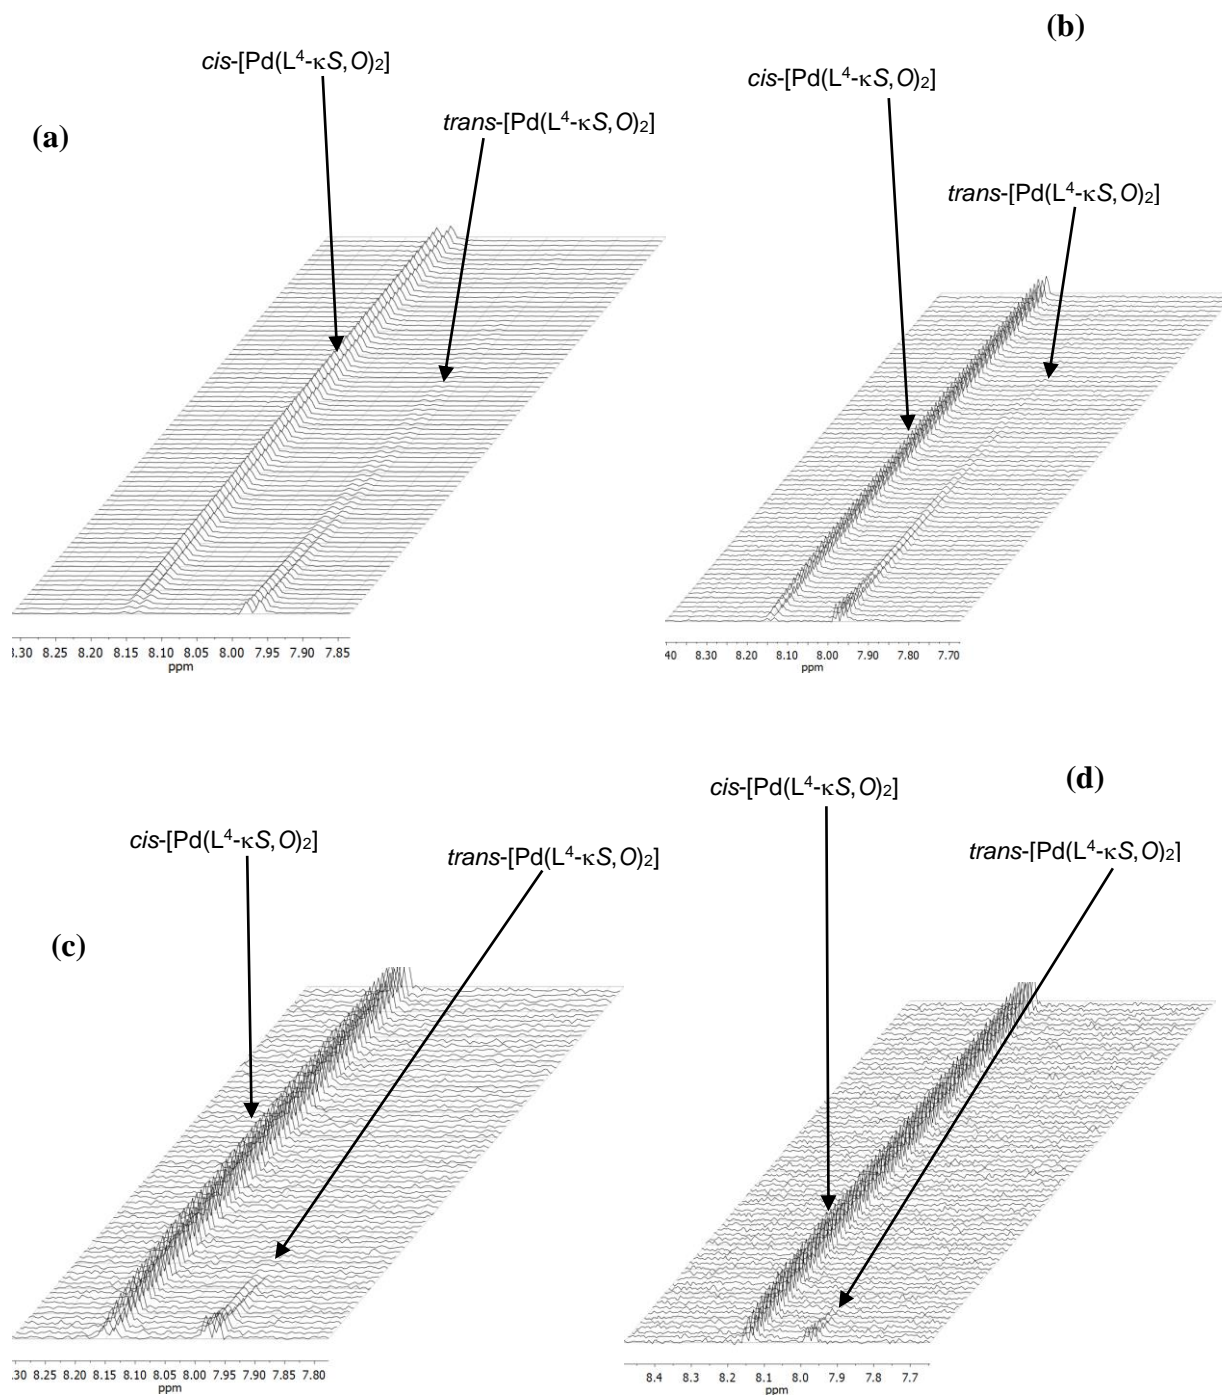 (b)
cis-[Pd(L⁴-κS,O)₂]
cis-[Pd(L⁴-κS,O)₂]
trans-[Pd(L⁴-κS,O)₂]
(a)
trans-[Pd(L⁴-κS,O)₂]
.30 8.25 8.20 8.15 8.10 8.05 8.00 7.95 7.90 7.85
ppm
40 8.30 8.20 8.10 8.00 7.90 7.80 7.70
ppm
(d)
cis-[Pd(L⁴-κS,O)₂]
cis-[Pd(L⁴-κS,O)₂]
trans-[Pd(L⁴-κS,O)₂]
trans-[Pd(L⁴-κS,O)₂]
(c)
.30 8.25 8.20 8.15 8.10 8.05 8.00 7.95 7.90 7.85 7.80
ppm
8.4 8.3 8.2 8.1 8.0 7.9 7.8 7.7
ppm